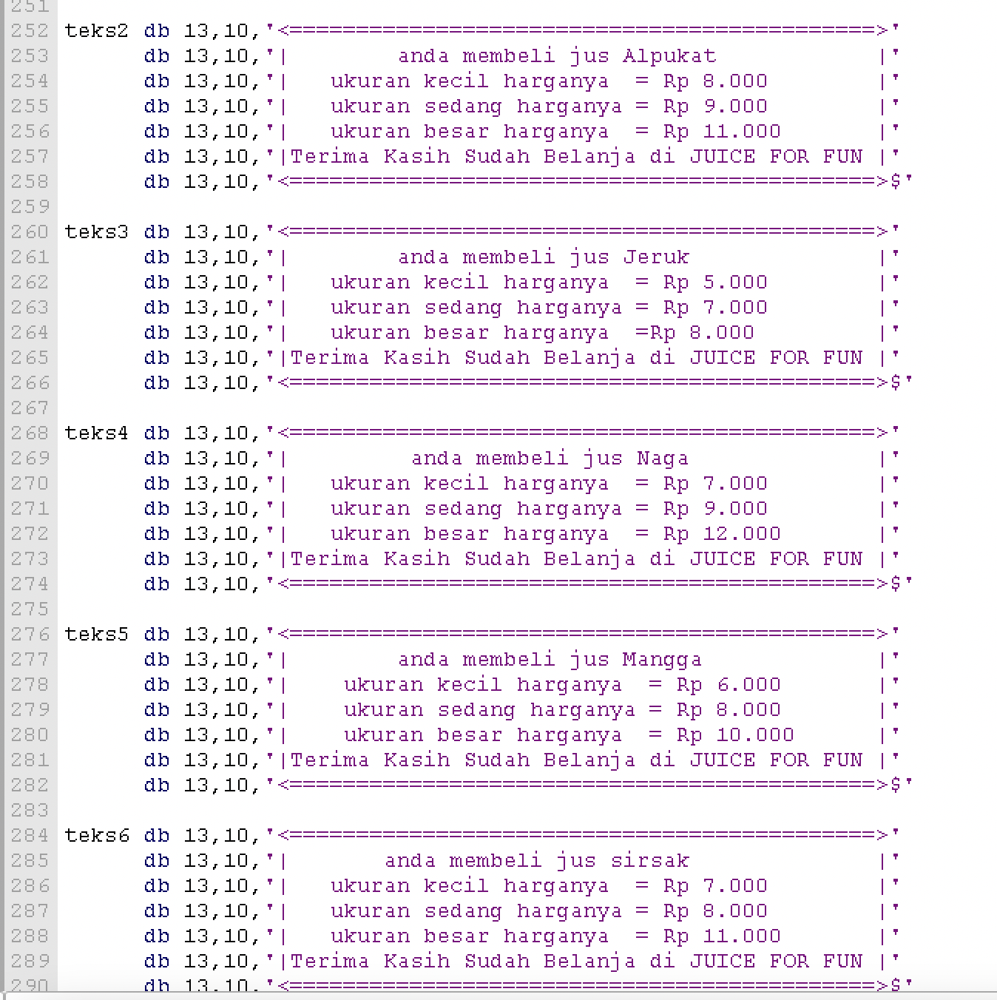 251
252 teks2 db 13,10,'<============================================>'
253       db 13,10,'|        anda membeli jus Alpukat            |'
254       db 13,10,'|   ukuran kecil harganya  = Rp 8.000        |'
255       db 13,10,'|   ukuran sedang harganya = Rp 9.000        |'
256       db 13,10,'|   ukuran besar harganya  = Rp 11.000       |'
257       db 13,10,'|Terima Kasih Sudah Belanja di JUICE FOR FUN |'
258       db 13,10,'<============================================>$'
259
260 teks3 db 13,10,'<============================================>'
261       db 13,10,'|        anda membeli jus Jeruk              |'
262       db 13,10,'|   ukuran kecil harganya  = Rp 5.000        |'
263       db 13,10,'|   ukuran sedang harganya = Rp 7.000        |'
264       db 13,10,'|   ukuran besar harganya  =Rp 8.000         |'
265       db 13,10,'|Terima Kasih Sudah Belanja di JUICE FOR FUN |'
266       db 13,10,'<============================================>$'
267
268 teks4 db 13,10,'<============================================>'
269       db 13,10,'|         anda membeli jus Naga              |'
270       db 13,10,'|   ukuran kecil harganya  = Rp 7.000        |'
271       db 13,10,'|   ukuran sedang harganya = Rp 9.000        |'
272       db 13,10,'|   ukuran besar harganya  = Rp 12.000       |'
273       db 13,10,'|Terima Kasih Sudah Belanja di JUICE FOR FUN |'
274       db 13,10,'<============================================>$'
275
276 teks5 db 13,10,'<============================================>'
277       db 13,10,'|        anda membeli jus Mangga             |'
278       db 13,10,'|    ukuran kecil harganya  = Rp 6.000       |'
279       db 13,10,'|    ukuran sedang harganya = Rp 8.000       |'
280       db 13,10,'|    ukuran besar harganya  = Rp 10.000      |'
281       db 13,10,'|Terima Kasih Sudah Belanja di JUICE FOR FUN |'
282       db 13,10,'<============================================>$'
283
284 teks6 db 13,10,'<============================================>'
285       db 13,10,'|       anda membeli jus sirsak              |'
286       db 13,10,'|   ukuran kecil harganya  = Rp 7.000        |'
287       db 13,10,'|   ukuran sedang harganya = Rp 8.000        |'
288       db 13,10,'|   ukuran besar harganya  = Rp 11.000       |'
289       db 13,10,'|Terima Kasih Sudah Belanja di JUICE FOR FUN |'
290       db 13,10,'<============================================>$'